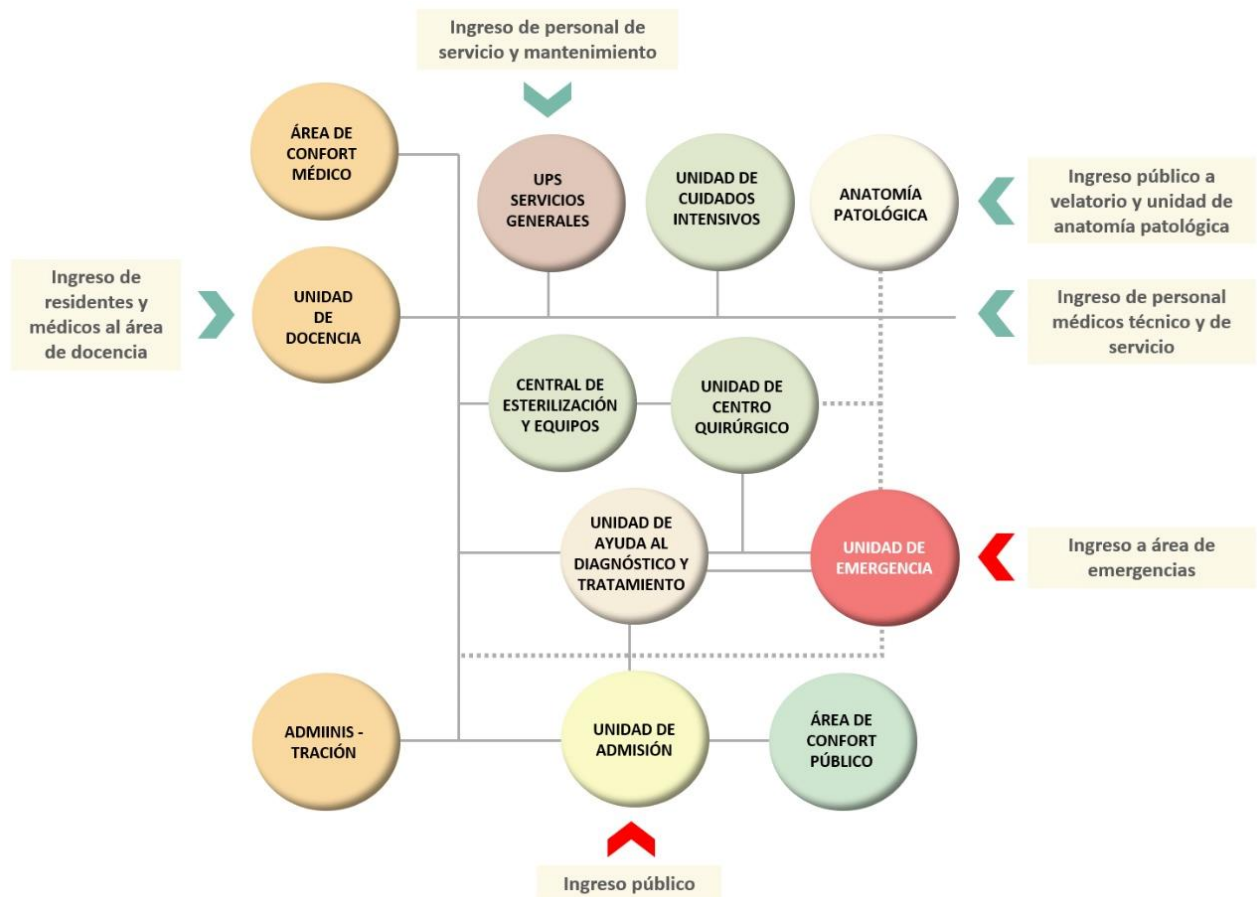 Ingreso de personal de
servicio y mantenimiento
ÁREA DE
CONFORT
MÉDICO
UPS
SERVICIOS
GENERALES
UNIDAD DE
CUIDADOS
INTENSIVOS
ANATOMÍA
PATOLÓGICA
Ingreso público a
velatorio y unidad de
anatomía patológica
Ingreso de
residentes y
médicos al área
de docencia
UNIDAD
DE
DOCENCIA
Ingreso de personal
médicos técnico y de
servicio
CENTRAL DE
ESTERILIZACIÓN
Y EQUIPOS
UNIDAD DE
CENTRO
QUIRÚRGICO
UNIDAD DE
AYUDA AL
DIAGNÓSTICO Y
TRATAMIENTO
UNIDAD DE
EMERGENCIA
Ingreso a área de
emergencias
ADMIINIS -
TRACIÓN
UNIDAD DE
ADMISIÓN
ÁREA DE
CONFORT
PÚBLICO
Ingreso público